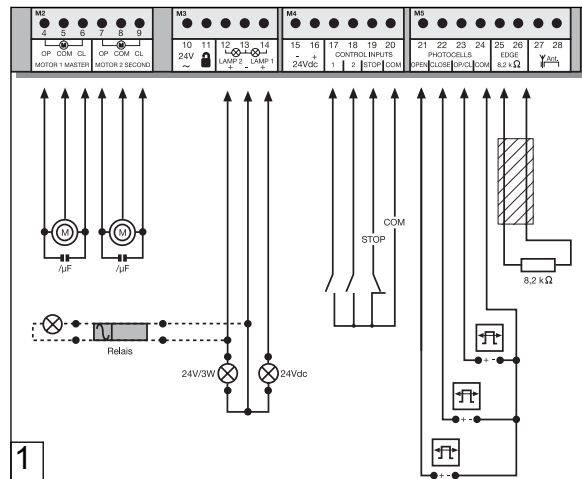 M2 M3 M4 M5
4 5 6 7 8 9 10 11 12 13 14 15 16 17 18 19 20 21 22 23 24 25 26 27 28
M M 24V - + CONTROL INPUTS PHOTOCELLS EDGE Ant.
OP COM CL OP COM CL ~ LAMP 2 LAMP 1 24Vdc 1 2 STOP COM OPEN CLOSE OP/CL COM 8,2 kΩ
MOTOR 1 MASTER MOTOR 2 SECOND + - +
COM
M M
STOP
/µF /µF
8,2 kΩ
Relais
+ -
24V/3W 24Vdc
+ -
1
+ -